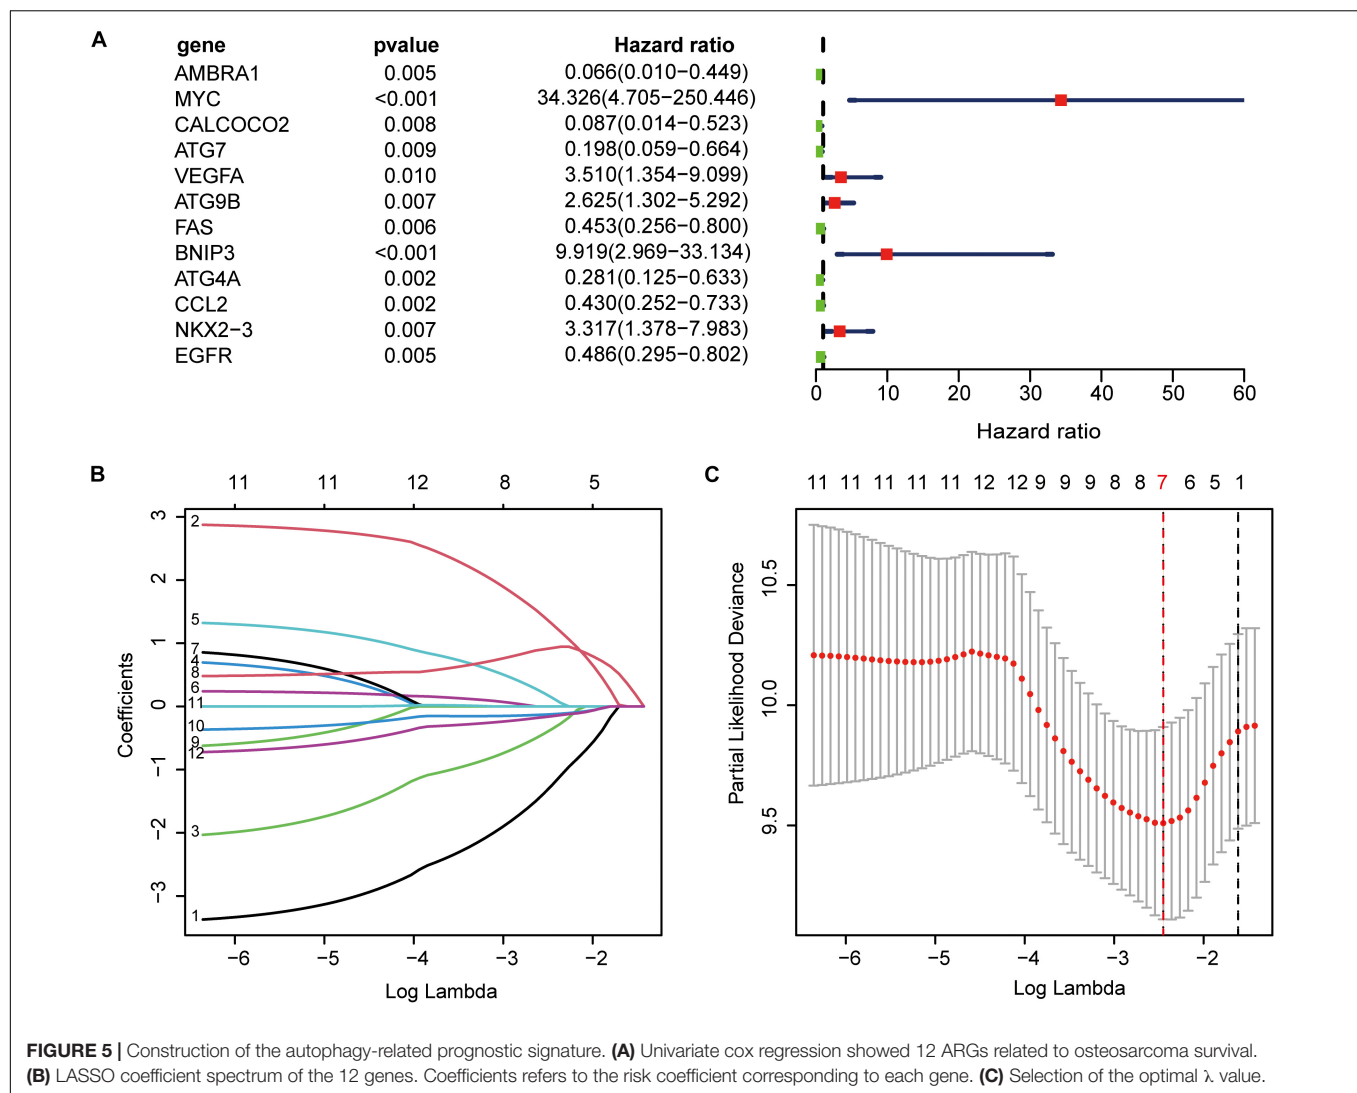 A
gene pvalue Hazard ratio
AMBRA1 0.005 0.066(0.010−0.449)
MYC <0.001 34.326(4.705−250.446)
CALCOCO2 0.008 0.087(0.014−0.523)
ATG7 0.009 0.198(0.059−0.664)
VEGFA 0.010 3.510(1.354−9.099)
ATG9B 0.007 2.625(1.302−5.292)
FAS 0.006 0.453(0.256−0.800)
BNIP3 <0.001 9.919(2.969−33.134)
ATG4A 0.002 0.281(0.125−0.633)
CCL2 0.002 0.430(0.252−0.733)
NKX2−3 0.007 3.317(1.378−7.983)
EGFR 0.005 0.486(0.295−0.802)
0 10 20 30 40 50 60
Hazard ratio
B
11 11 12 8 5
Coefficients
3
2
1
0
−1
−2
−3
2
5
7
4
8
6
11
10
9
12
3
1
−6 −5 −4 −3 −2
Log Lambda
C
11 11 11 11 11 12 12 9 9 9 8 8 7 6 5 1
Partial Likelihood Deviance
10.5
10.0
9.5
−6 −5 −4 −3 −2
Log Lambda
FIGURE 5 | Construction of the autophagy-related prognostic signature. (A) Univariate cox regression showed 12 ARGs related to osteosarcoma survival.
(B) LASSO coefficient spectrum of the 12 genes. Coefficients refers to the risk coefficient corresponding to each gene. (C) Selection of the optimal λ value.